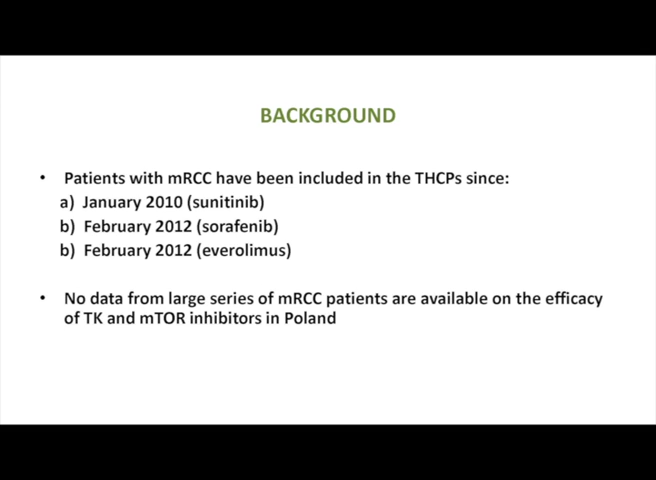 BACKGROUND
• Patients with mRCC have been included in the THCPs since:
a) January 2010 (sunitinib)
b) February 2012 (sorafenib)
b) February 2012 (everolimus)
• No data from large series of mRCC patients are available on the efficacy
of TK and mTOR inhibitors in Poland